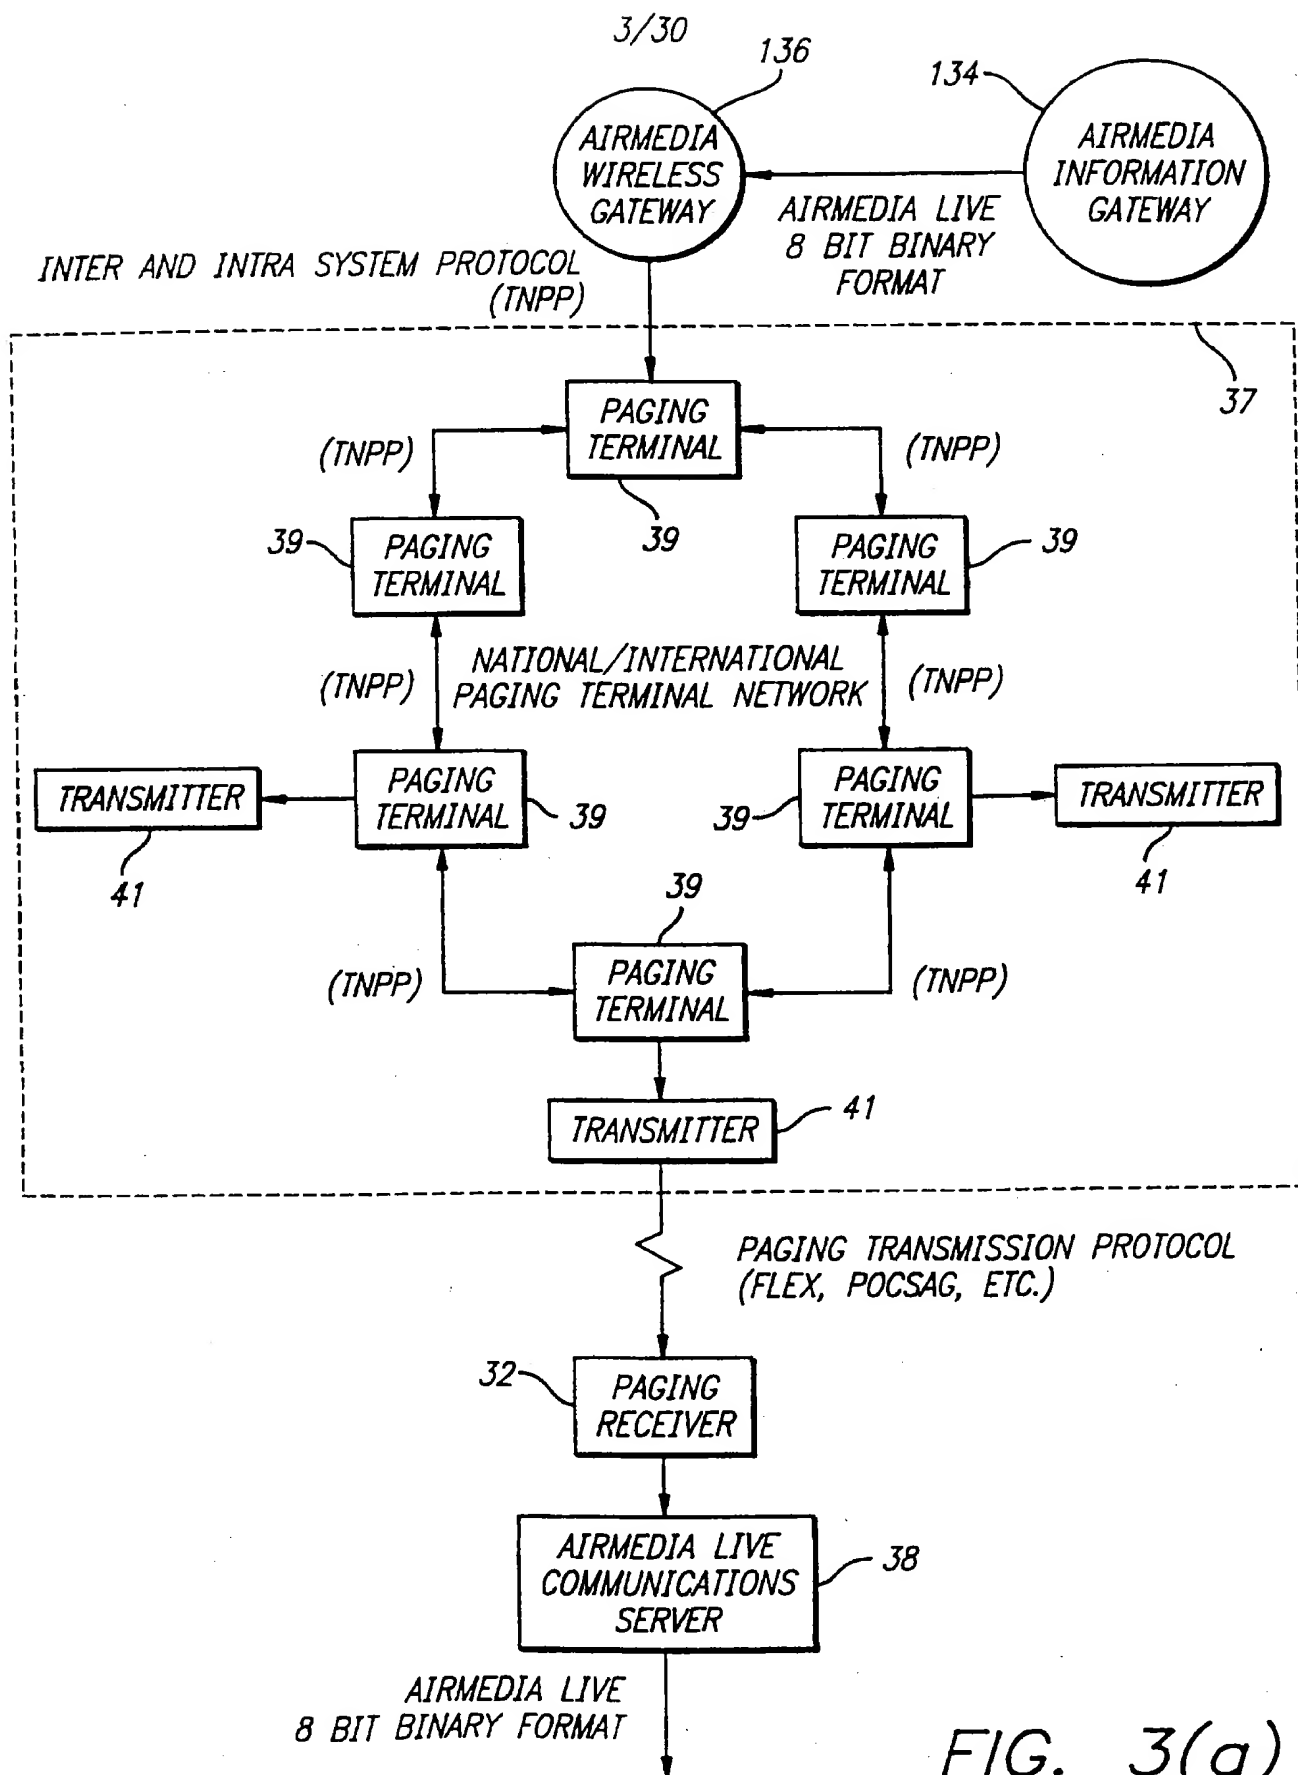 3/30
136
134
AIRMEDIA
WIRELESS
GATEWAY
AIRMEDIA
INFORMATION
GATEWAY
AIRMEDIA LIVE
8 BIT BINARY
FORMAT
INTER AND INTRA SYSTEM PROTOCOL
(TNPP)
37
PAGING
TERMINAL
(TNPP)
(TNPP)
39
39
PAGING
TERMINAL
PAGING
TERMINAL
39
NATIONAL/INTERNATIONAL
PAGING TERMINAL NETWORK
(TNPP)
(TNPP)
TRANSMITTER
41
PAGING
TERMINAL
39
39
PAGING
TERMINAL
TRANSMITTER
41
39
(TNPP)
PAGING
TERMINAL
(TNPP)
TRANSMITTER
41
PAGING TRANSMISSION PROTOCOL
(FLEX, POCSAG, ETC.)
32
PAGING
RECEIVER
AIRMEDIA LIVE
COMMUNICATIONS
SERVER
38
AIRMEDIA LIVE
8 BIT BINARY FORMAT
FIG. 3(a)